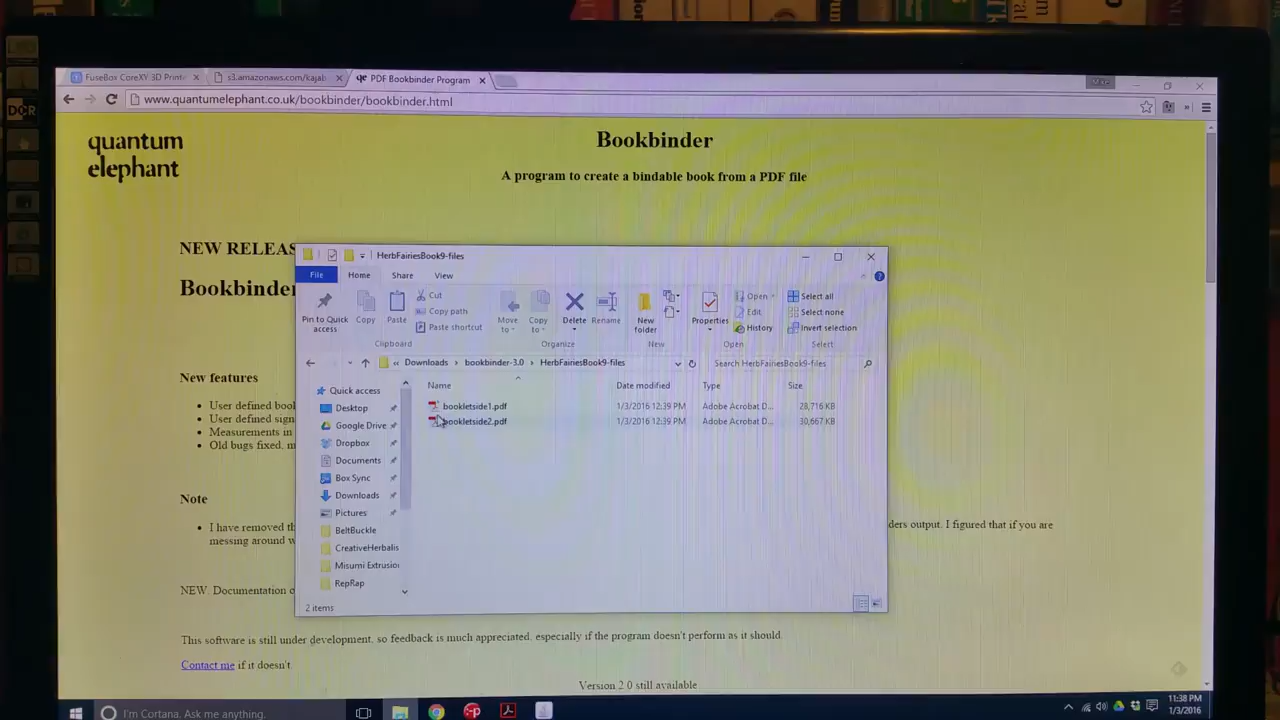 FuseBox CoreXY 3D Print
s3.amazonaws.com/kajab
qe PDF Bookbinder Program
www.quantumelephant.co.uk/bookbinder/bookbinder.html
quantum
elephant
Bookbinder
A program to create a bindable book from a PDF file
NEW RELEAS
Bookbinder
HerbFairiesBook9-files
File Home Share View
Pin to Quick access
Copy
Paste
Cut
Copy path
Paste shortcut
Move to
Copy to
Delete
Rename
New folder
Properties
Open
Edit
History
Select all
Select none
Invert selection
Clipboard Organize New Open Select
« Downloads › bookbinder-3.0 › HerbFairiesBook9-files
Search HerbFairiesBook9-files
Name Date modified Type Size
bookletside1.pdf 1/3/2016 12:39 PM Adobe Acrobat D... 28,716 KB
bookletside2.pdf 1/3/2016 12:39 PM Adobe Acrobat D... 30,667 KB
Quick access
Desktop
Google Drive
Dropbox
Documents
Box Sync
Downloads
Pictures
BeltBuckle
CreativeHerbalis
Misumi Extrusion
RepRap
2 items
New features
User defined bool
User defined sign
Measurements in
Old bugs fixed, m
Note
I have removed th
ders output. I figured that if you are
messing around w
NEW. Documentation o
This software is still under development, so feedback is much appreciated, especially if the program doesn't perform as it should
Contact me if it doesn't
Version 2.0 still available
I'm Cortana. Ask me anything.
11:38 PM
1/3/2016